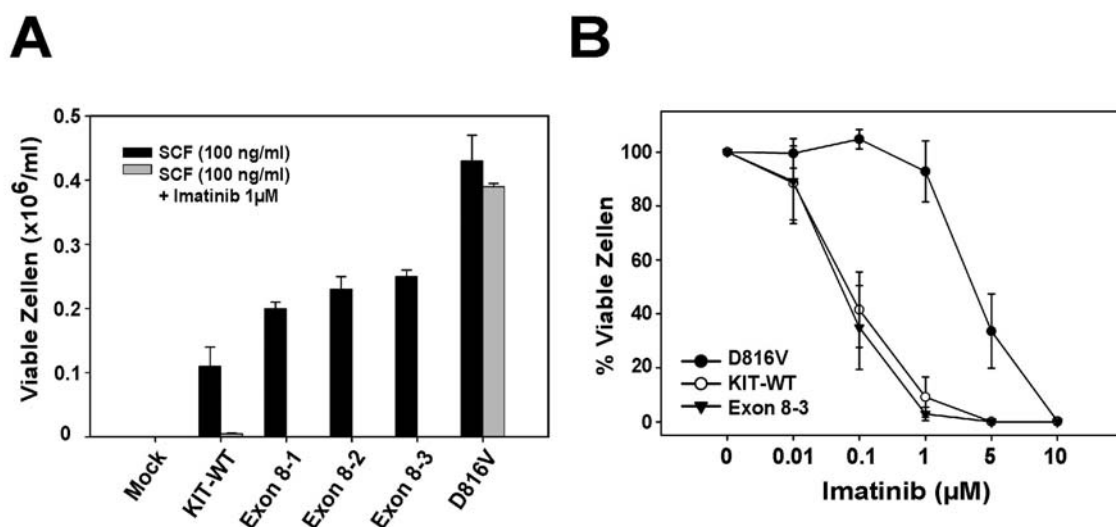 A
B
Viable Zellen (x10⁶/ml)
0.5
0.4
0.3
0.2
0.1
0
SCF (100 ng/ml)
SCF (100 ng/ml)
+ Imatinib 1µM
Mock
KIT-WT
Exon 8-1
Exon 8-2
Exon 8-3
D816V
% Viable Zellen
100
80
60
40
20
0
D816V
KIT-WT
Exon 8-3
0
0.01
0.1
1
5
10
Imatinib (µM)